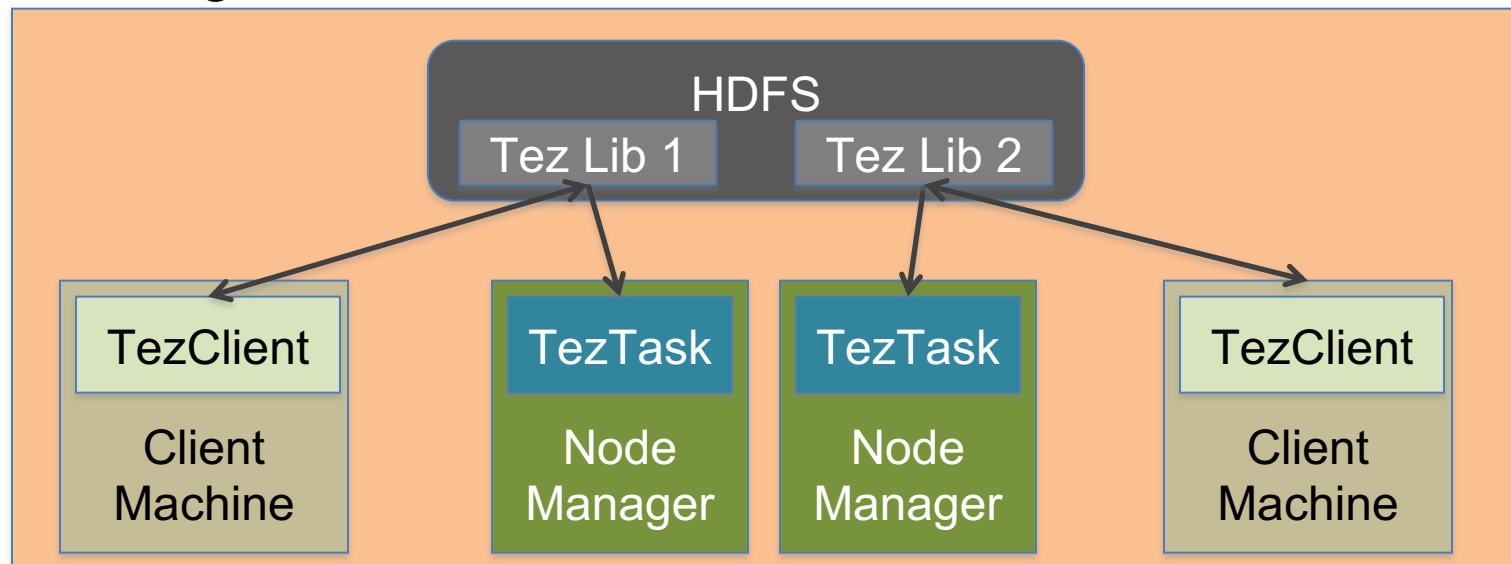 HDFS
Tez Lib 1
Tez Lib 2
TezClient
TezTask
TezTask
TezClient
Client
Machine
Node
Manager
Node
Manager
Client
Machine